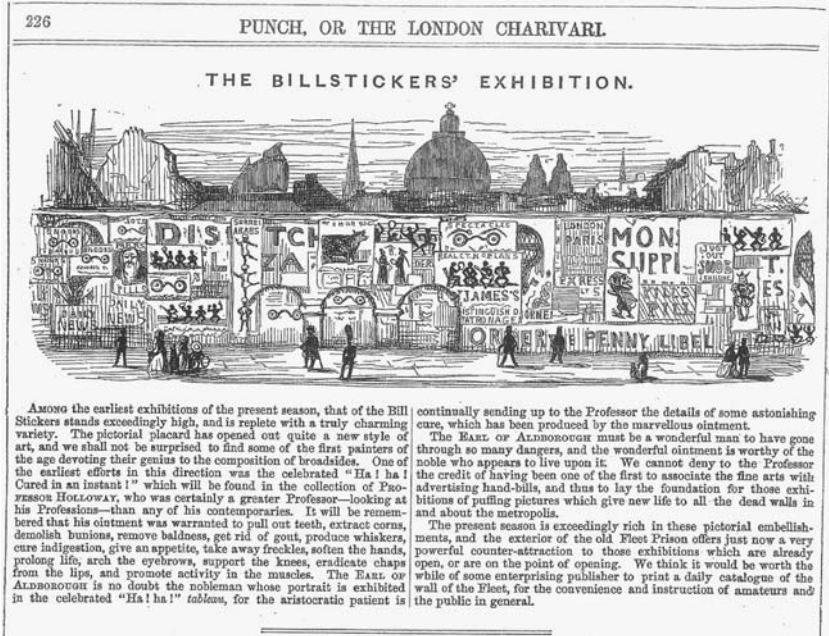 226
PUNCH, OR THE LONDON CHARIVARI.
THE BILLSTICKERS' EXHIBITION.
DIS
TCH
ZA
SURREY
SPECTACLES
JAMES'S
PATRONAGE
LONDON
PARIS
EXPRESS
MONS
SUPPL
JUST
OUT
PILLS
DAILY
NEWS
DAILY
NEWS
PENNY LIBEL
AMONG the earliest exhibitions of the present season, that of the Bill
Stickers stands exceedingly high, and is replete with a truly charming
variety. The pictorial placard has opened out quite a new style of
art, and we shall not be surprised to find some of the first painters of
the age devoting their genius to the composition of broadsides. One of
the earliest efforts in this direction was the celebrated "Ha! ha!
Cured in an instant!" which will be found in the collection of PRO-
FESSOR HOLLOWAY, who was certainly a greater Professor—looking at
his Professions—than any of his contemporaries. It will be remem-
bered that his ointment was warranted to pull out teeth, extract corns,
demolish bunions, remove baldness, get rid of gout, produce whiskers,
cure indigestion, give an appetite, take away freckles, soften the hands,
prolong life, arch the eyebrows, support the knees, eradicate chaps
from the lips, and promote activity in the muscles. The EARL OF
ALDBOROUGH is no doubt the nobleman whose portrait is exhibited
in the celebrated "Ha! ha!" tableau, for the aristocratic patient is
continually sending up to the Professor the details of some astonishing
cure, which has been produced by the marvellous ointment.
The EARL OF ALDBOROUGH must be a wonderful man to have gone
through so many dangers, and the wonderful ointment is worthy of the
noble who appears to live upon it. We cannot deny to the Professor
the credit of having been one of the first to associate the fine arts with
advertising hand-bills, and thus to lay the foundation for those exhi-
bitions of puffing pictures which give new life to all the dead walls in
and about the metropolis.
The present season is exceedingly rich in these pictorial embellish-
ments, and the exterior of the old Fleet Prison offers just now a very
powerful counter-attraction to those exhibitions which are already
open, or are on the point of opening. We think it would be worth the
while of some enterprising publisher to print a daily catalogue of the
wall of the Fleet, for the convenience and instruction of amateurs and
the public in general.